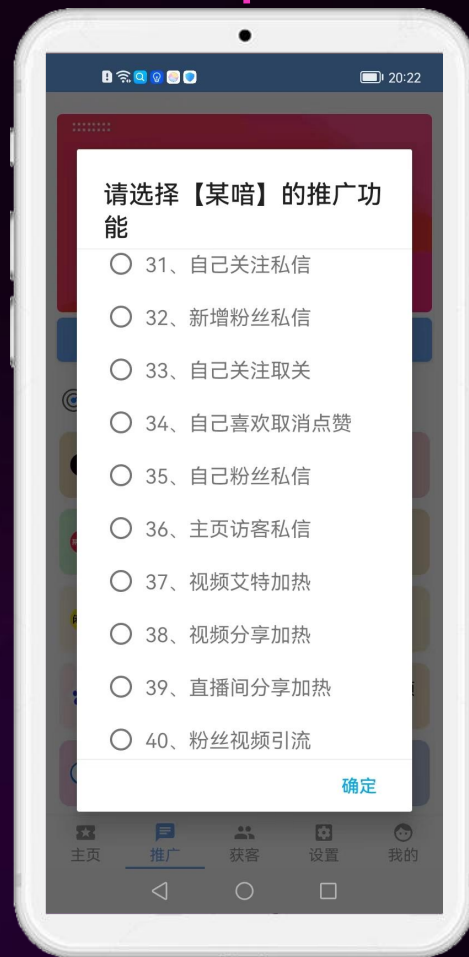 20:22
请选择【某喑】的推广功
能
31、自己关注私信
32、新增粉丝私信
33、自己关注取关
34、自己喜欢取消点赞
35、自己粉丝私信
36、主页访客私信
37、视频艾特加热
38、视频分享加热
39、直播间分享加热
40、粉丝视频引流
确定
主页 推广 获客 设置 我的